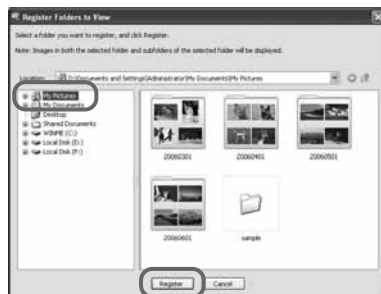 Register Folders to View
Select a folder you want to register, and click Register.
Note: Images in both the selected folder and subfolders of the selected folder will be displayed.
Location: D:\Documents and Settings\Administrator\My Documents\My Pictures
My Pictures
My Documents
Desktop
Shared Documents
WINME (C:)
Local Disk (D:)
Local Disk (F:)
20060301
20060401
20060501
20060601
sample
Register
Cancel